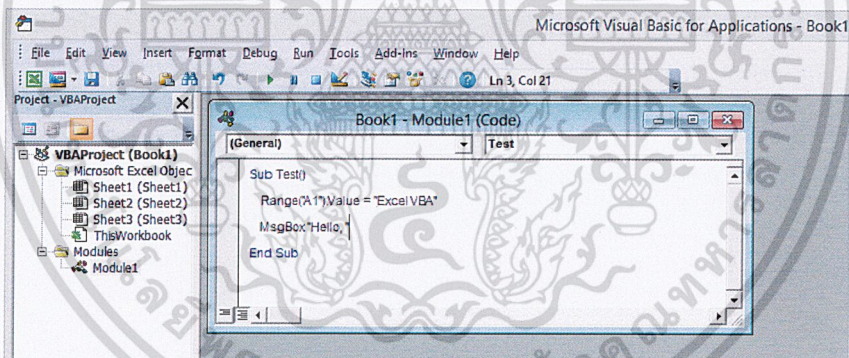 Microsoft Visual Basic for Applications - Book1
File Edit View Insert Format Debug Run Tools Add-Ins Window Help
Ln 3, Col 21
Project - VBAProject
VBAProject (Book1)
Microsoft Excel Objec
Sheet1 (Sheet1)
Sheet2 (Sheet2)
Sheet3 (Sheet3)
ThisWorkbook
Modules
Module1
Book1 - Module1 (Code)
(General) Test
Sub Test()
Range("A1").Value = "Excel VBA"
MsgBox "Hello, "
End Sub